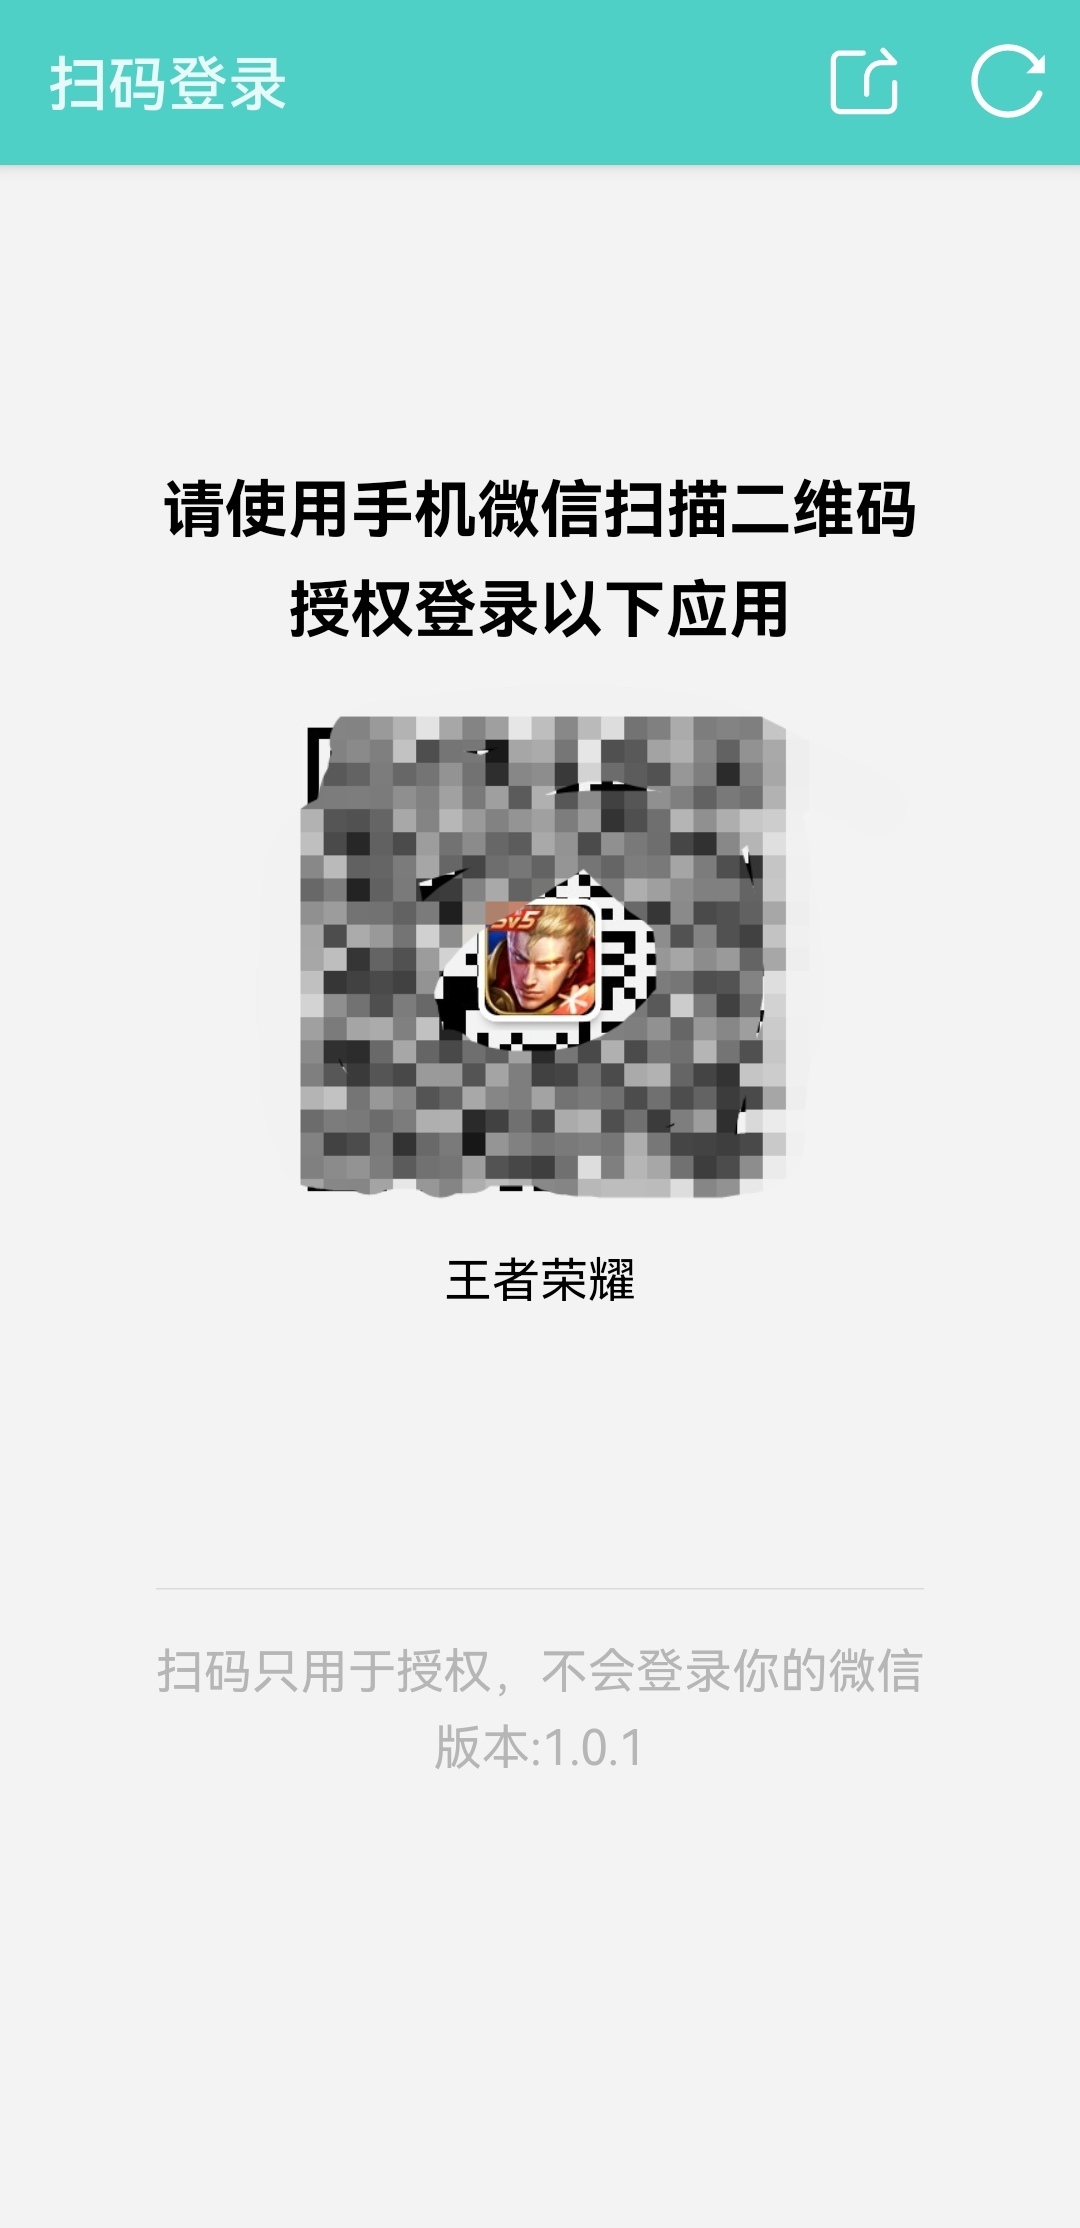 扫码登录
请使用手机微信扫描二维码
授权登录以下应用
5v5
王者荣耀
扫码只用于授权，不会登录你的微信
版本:1.0.1